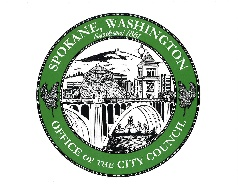 SPOKANE, WASHINGTON
OFFICE OF THE CITY COUNCIL